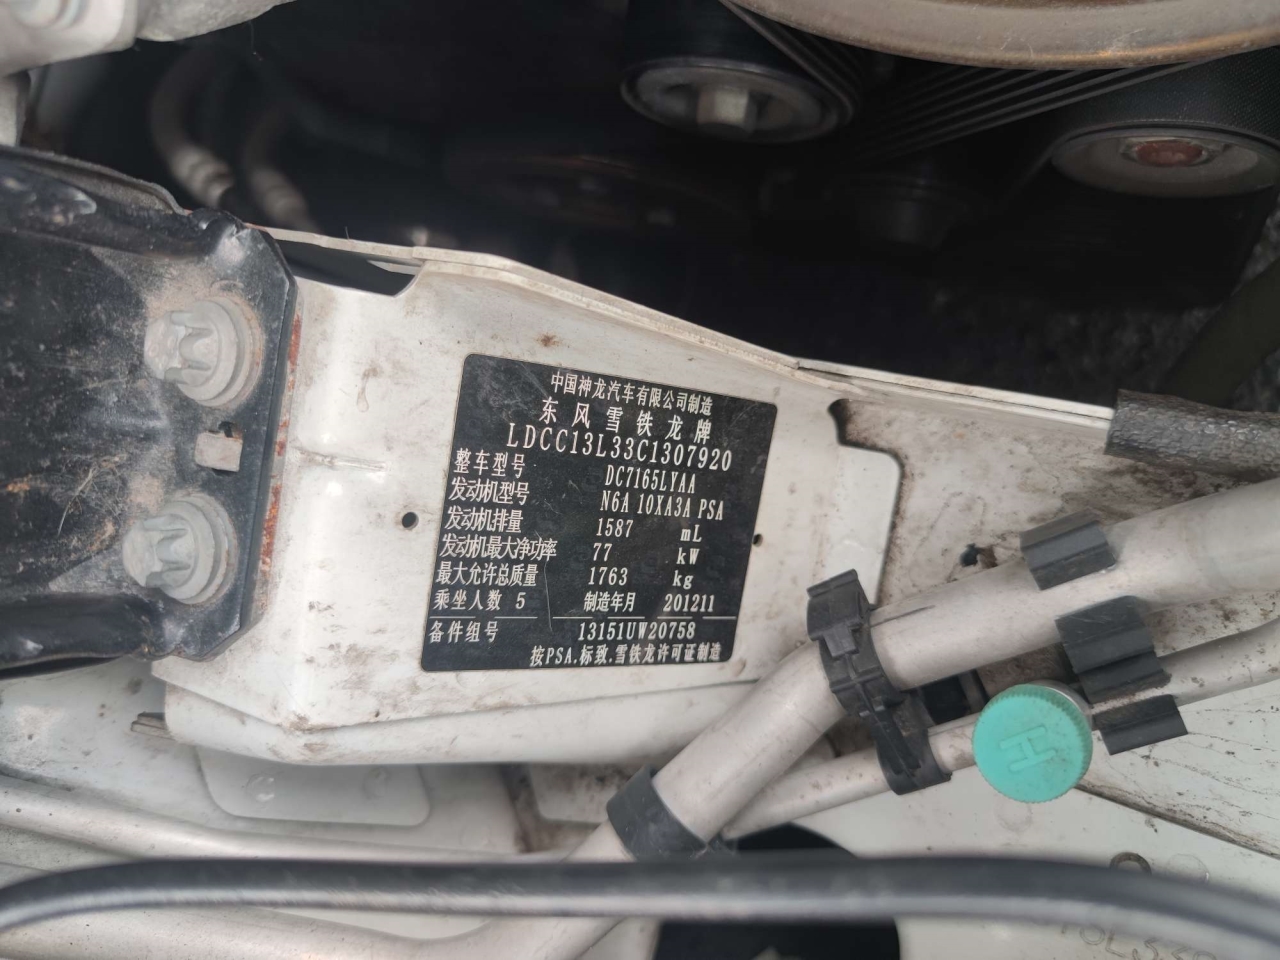 中国神龙汽车有限公司制造
东风雪铁龙牌
LDCC13L33C1307920
整车型号 DC7165LYAA
发动机型号 N6A 10XA3A PSA
发动机排量 1587 mL
发动机最大净功率 77 kW
最大允许总质量 1763 kg
乘坐人数 5 制造年月 201211
备件组号 13151UW20758
按PSA.标致.雪铁龙许可证制造
H